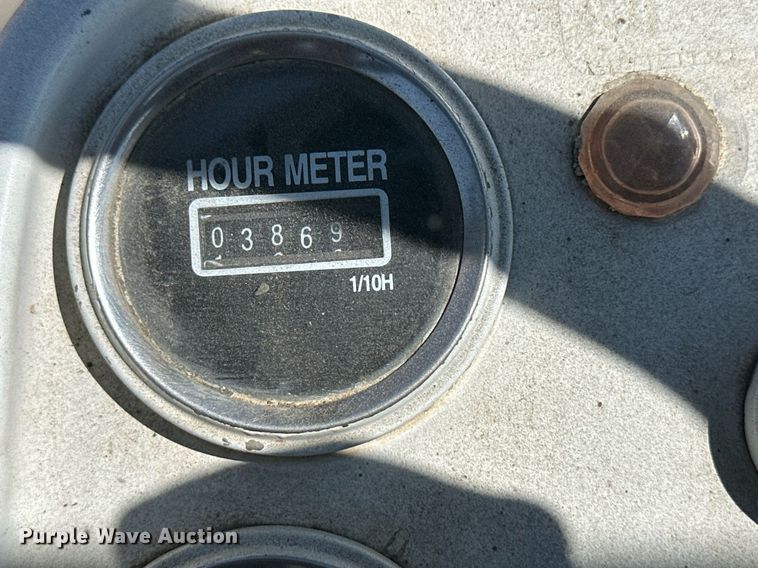 HOUR METER
03869
1/10H
Purple Wave Auction